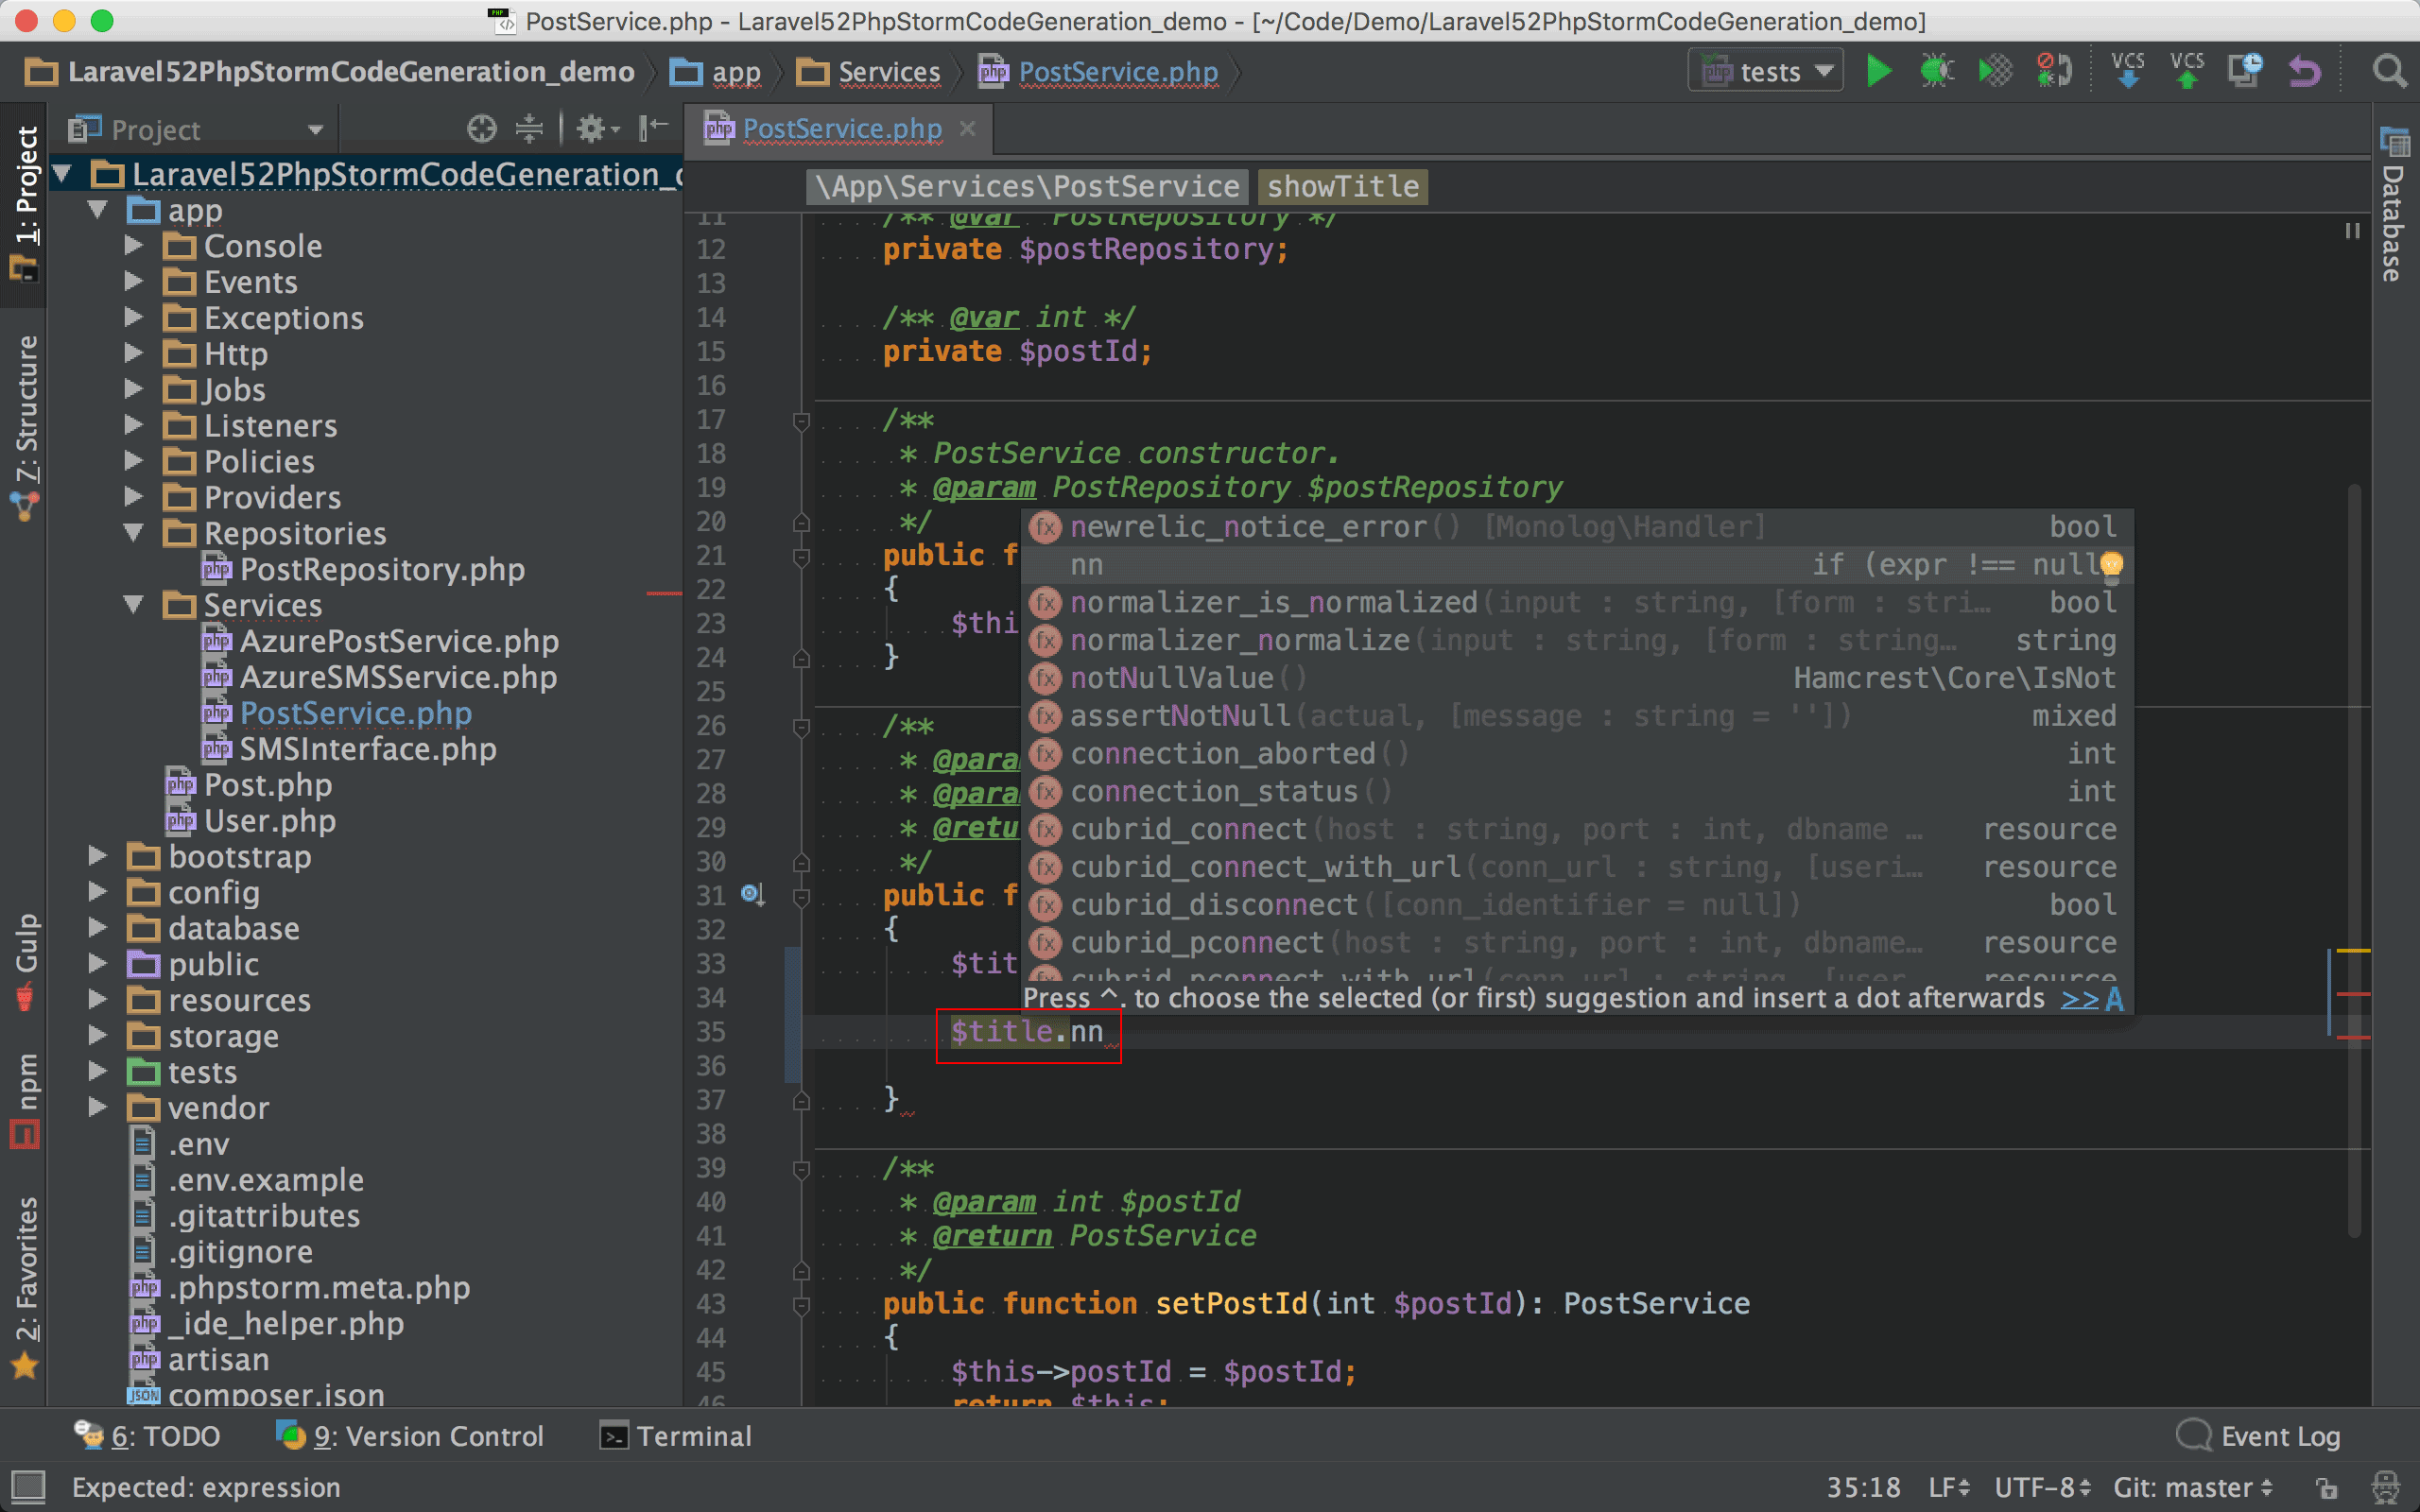 PostService.php - Laravel52PhpStormCodeGeneration_demo - [~/Code/Demo/Laravel52PhpStormCodeGeneration_demo]
Laravel52PhpStormCodeGeneration_demo app Services PostService.php tests VCS VCS
1: Project
7: Structure
Gulp
npm
2: Favorites
Project
Laravel52PhpStormCodeGeneration_
app
Console
Events
Exceptions
Http
Jobs
Listeners
Policies
Providers
Repositories
PostRepository.php
Services
AzurePostService.php
AzureSMSService.php
PostService.php
SMSInterface.php
Post.php
User.php
bootstrap
config
database
public
resources
storage
tests
vendor
.env
.env.example
.gitattributes
.gitignore
.phpstorm.meta.php
_ide_helper.php
artisan
composer.json
PostService.php
\App\Services\PostService showTitle
11 /** @var PostRepository */
12 private $postRepository;
13
14 /** @var int */
15 private $postId;
16
17 /**
18 * PostService constructor.
19 * @param PostRepository $postRepository
20 */
21 public f
22 {
23 $thi
24 }
25
26 /**
27 * @para
28 * @para
29 * @retu
30 */
31 public f
32 {
33 $tit
34
35 $title.nn
36
37 }
38
39 /**
40 * @param int $postId
41 * @return PostService
42 */
43 public function setPostId(int $postId): PostService
44 {
45 $this->postId = $postId;
46 return $this;
newrelic_notice_error() [Monolog\Handler] bool
nn if (expr !== null
normalizer_is_normalized(input : string, [form : stri… bool
normalizer_normalize(input : string, [form : string… string
notNullValue() Hamcrest\Core\IsNot
assertNotNull(actual, [message : string = '']) mixed
connection_aborted() int
connection_status() int
cubrid_connect(host : string, port : int, dbname … resource
cubrid_connect_with_url(conn_url : string, [useri… resource
cubrid_disconnect([conn_identifier = null]) bool
cubrid_pconnect(host : string, port : int, dbname… resource
cubrid_pconnect_with_url(conn_url : string, [user… resource
Press ^. to choose the selected (or first) suggestion and insert a dot afterwards >>
Database
6: TODO 9: Version Control Terminal Event Log
Expected: expression 35:18 LF UTF-8 Git: master